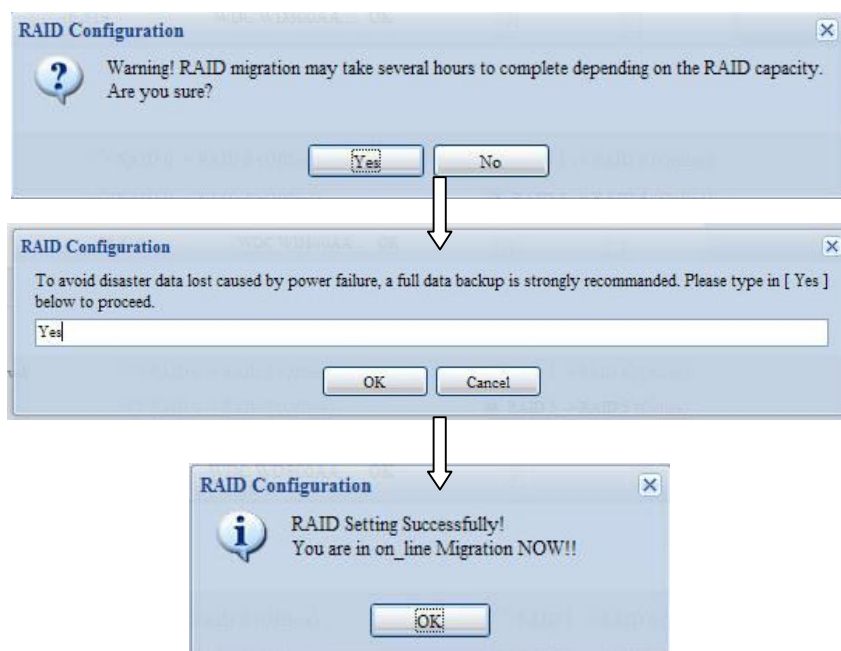 RAID Configuration
Warning! RAID migration may take several hours to complete depending on the RAID capacity.
Are you sure?
Yes
No
RAID Configuration
To avoid disaster data lost caused by power failure, a full data backup is strongly recommanded. Please type in [ Yes ]
below to proceed.
Yes
OK
Cancel
RAID Configuration
RAID Setting Successfully!
You are in on_line Migration NOW!!
OK